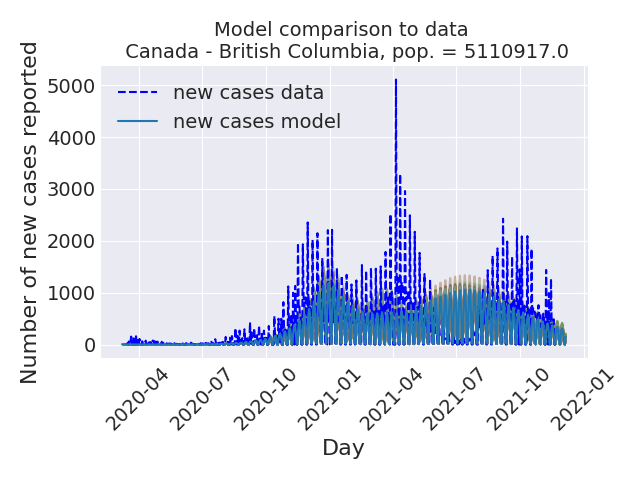 Model comparison to data
Canada - British Columbia, pop. = 5110917.0
Number of new cases reported
5000
4000
3000
2000
1000
0
new cases data
new cases model
2020-04
2020-07
2020-10
2021-01
2021-04
2021-07
2021-10
2022-01
Day